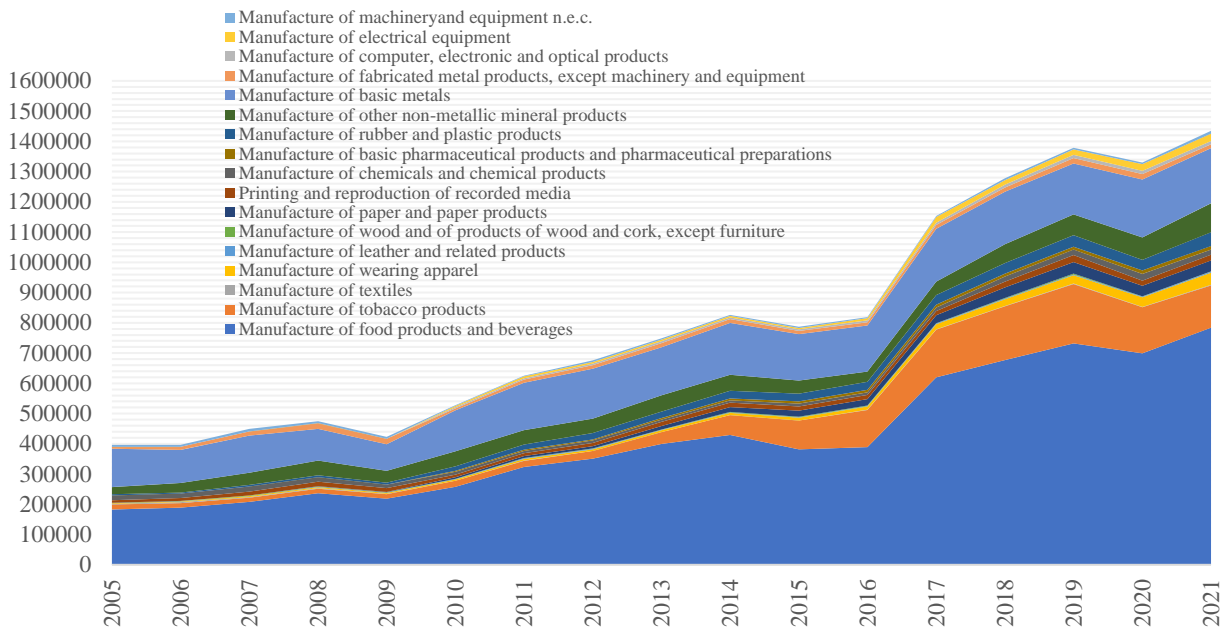 Manufacture of machineryand equipment n.e.c.
Manufacture of electrical equipment
Manufacture of computer, electronic and optical products
Manufacture of fabricated metal products, except machinery and equipment
Manufacture of basic metals
Manufacture of other non-metallic mineral products
Manufacture of rubber and plastic products
Manufacture of basic pharmaceutical products and pharmaceutical preparations
Manufacture of chemicals and chemical products
Printing and reproduction of recorded media
Manufacture of paper and paper products
Manufacture of wood and of products of wood and cork, except furniture
Manufacture of leather and related products
Manufacture of wearing apparel
Manufacture of textiles
Manufacture of tobacco products
Manufacture of food products and beverages
1600000
1500000
1400000
1300000
1200000
1100000
1000000
900000
800000
700000
600000
500000
400000
300000
200000
100000
0
2005
2006
2007
2008
2009
2010
2011
2012
2013
2014
2015
2016
2017
2018
2019
2020
2021